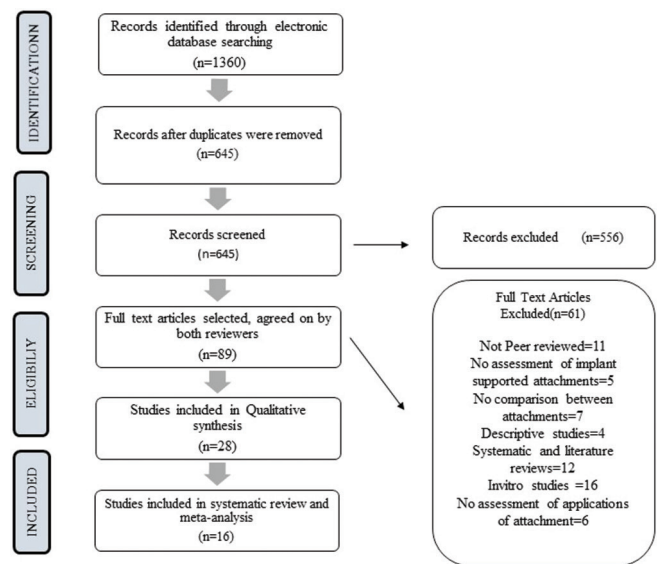 IDENTIFICATIONN
Records identified through electronic
database searching
(n=1360)
Records after duplicates were removed
(n=645)
SCREENING
Records screened
(n=645)
Records excluded (n=556)
ELIGIBILIY
Full text articles selected, agreed on by
both reviewers
(n=89)
Full Text Articles
Excluded(n=61)
Not Peer reviewed=11
No assessment of implant
supported attachments=5
No comparison between
attachments=7
Descriptive studies=4
Systematic and literature
reviews=12
Invitro studies =16
No assessment of applications
of attachment=6
Studies included in Qualitative
synthesis
(n=28)
INCLUDED
Studies included in systematic review and
meta-analysis
(n=16)